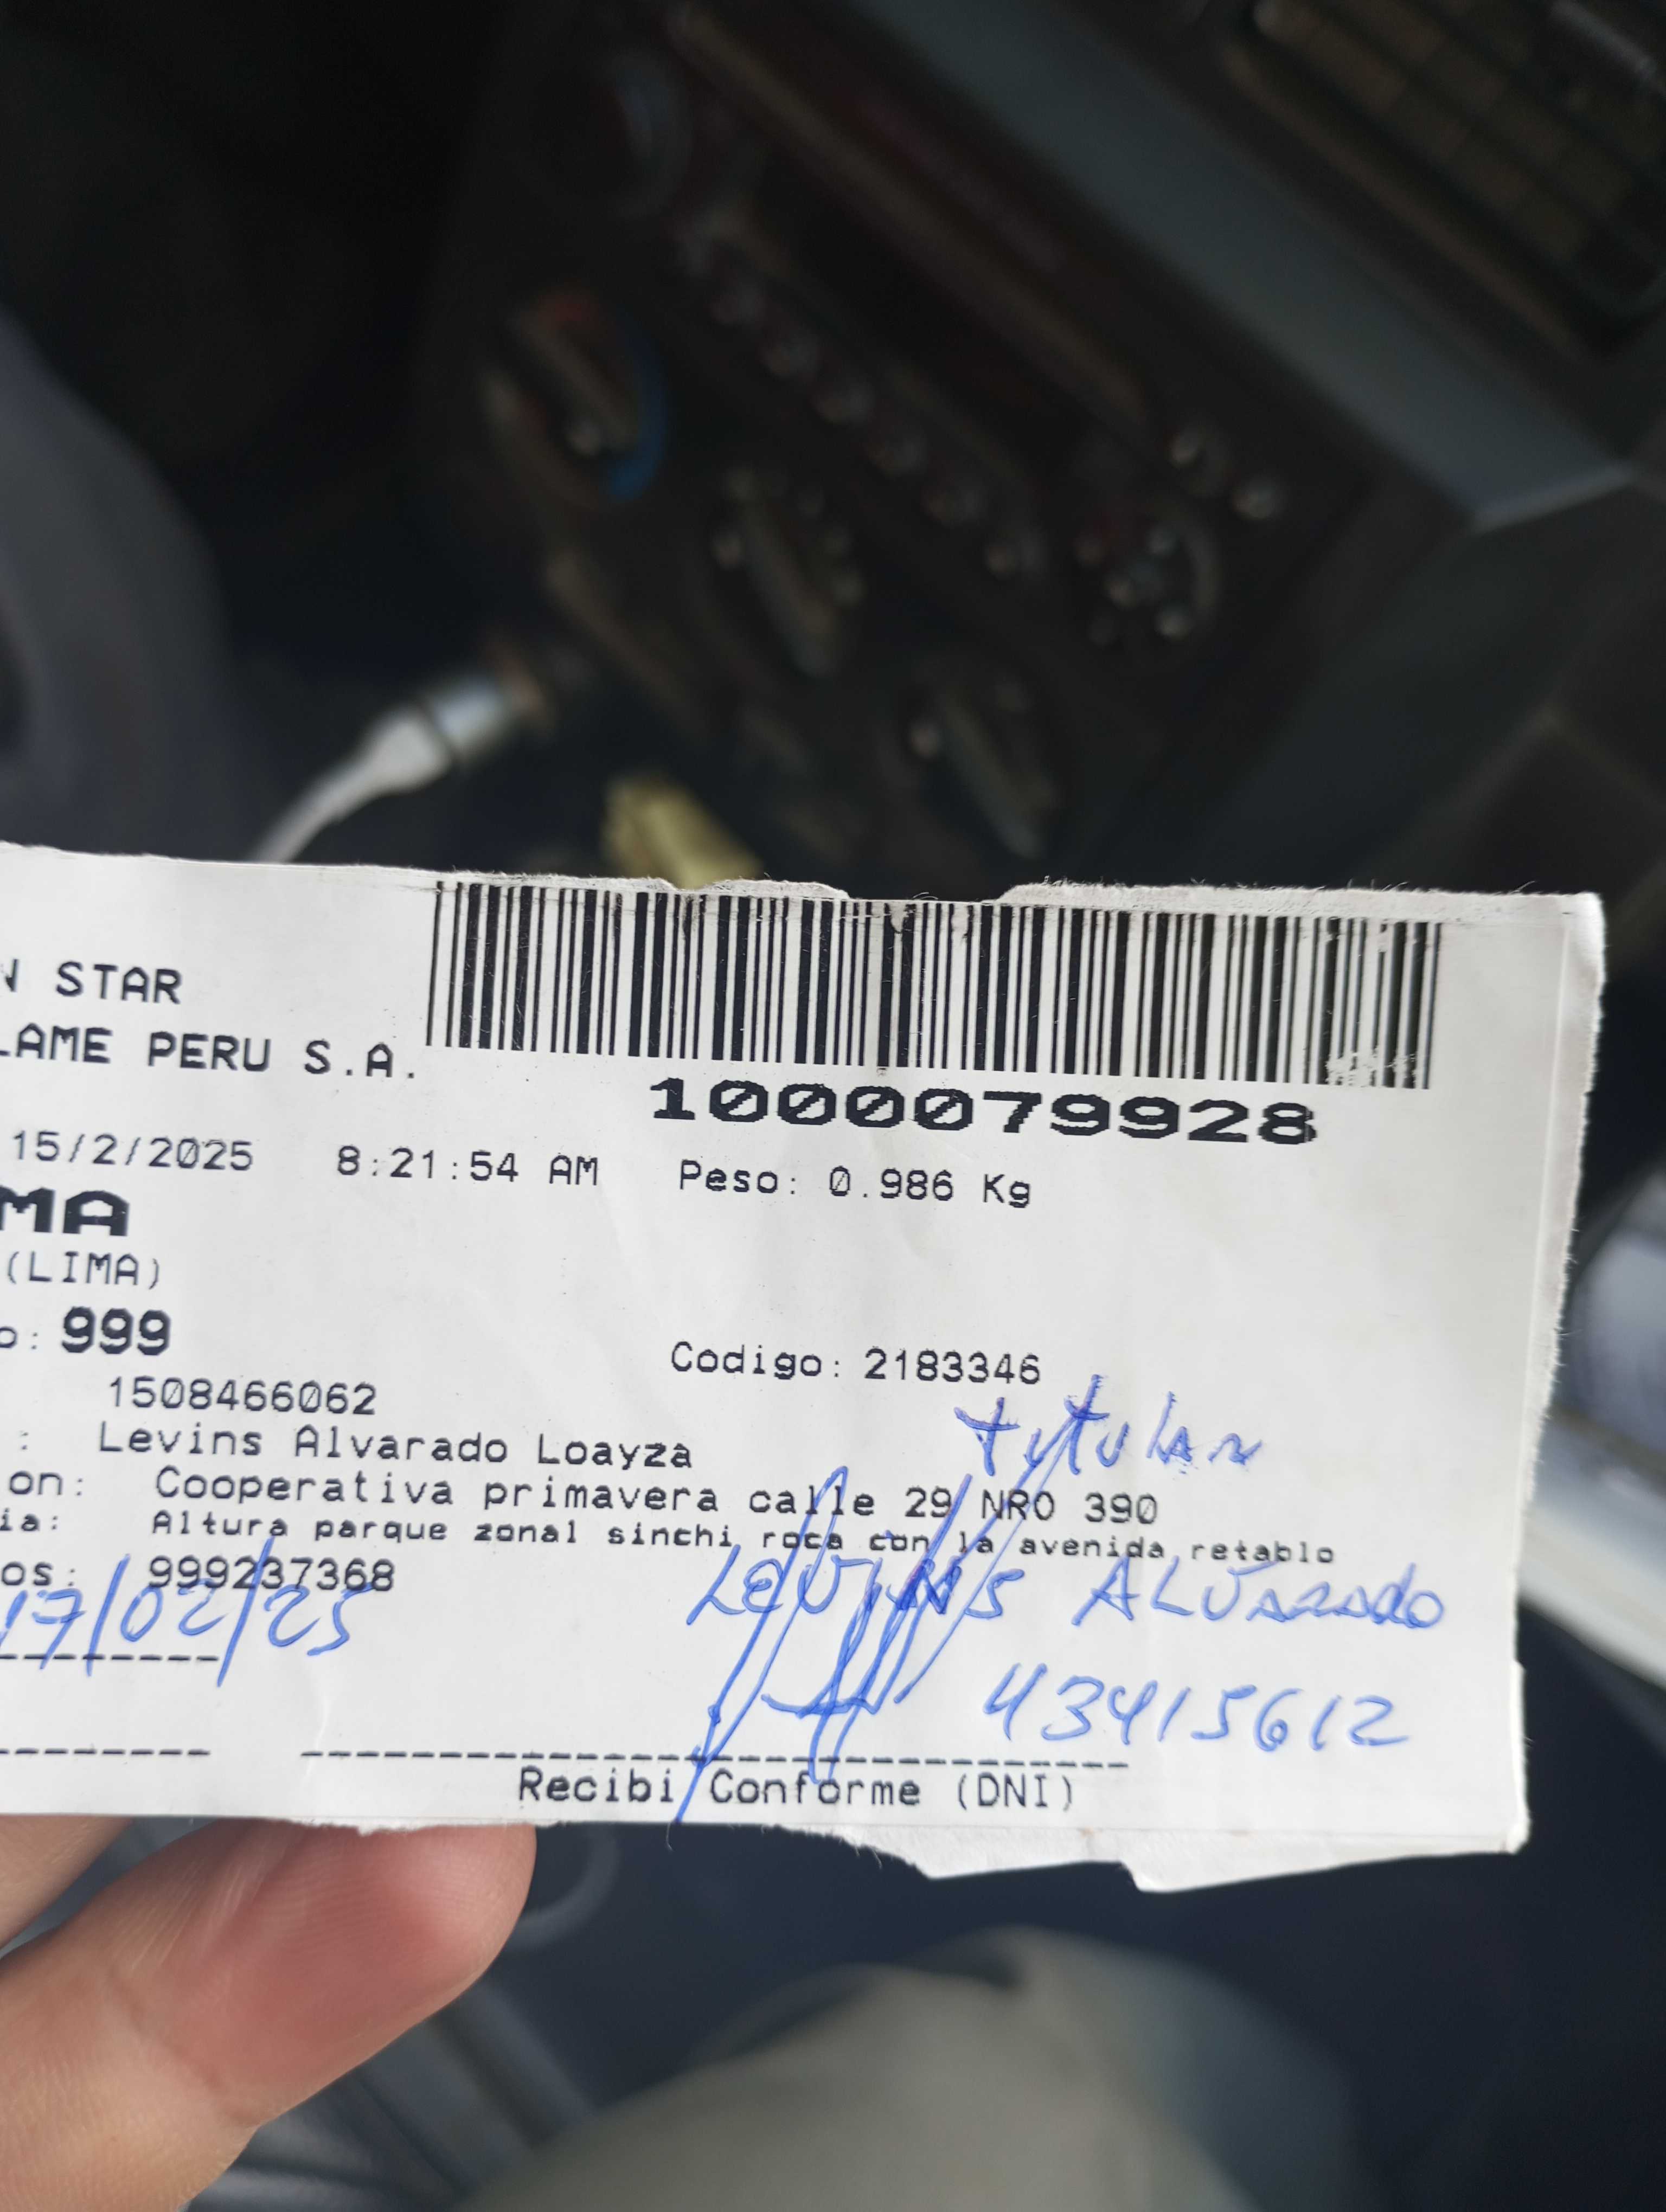 N STAR
LAME PERU S.A.
1000079928
15/2/2025 8:21:54 AM Peso: 0.986 Kg
MA
(LIMA)
o: 999
Codigo: 2183346
1508466062
titular
: Levins Alvarado Loayza
on: Cooperativa primavera calle 29 NRO 390
ia: Altura parque zonal sinchi roca con la avenida retablo
os: 999237368
LEVINS ALVARADO
17/02/25
43415612
Recibi Conforme (DNI)